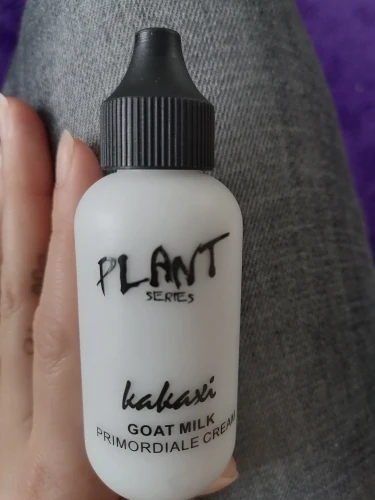 PLANT
SERIES
kakaxi
GOAT MILK
PRIMORDIALE CREAM